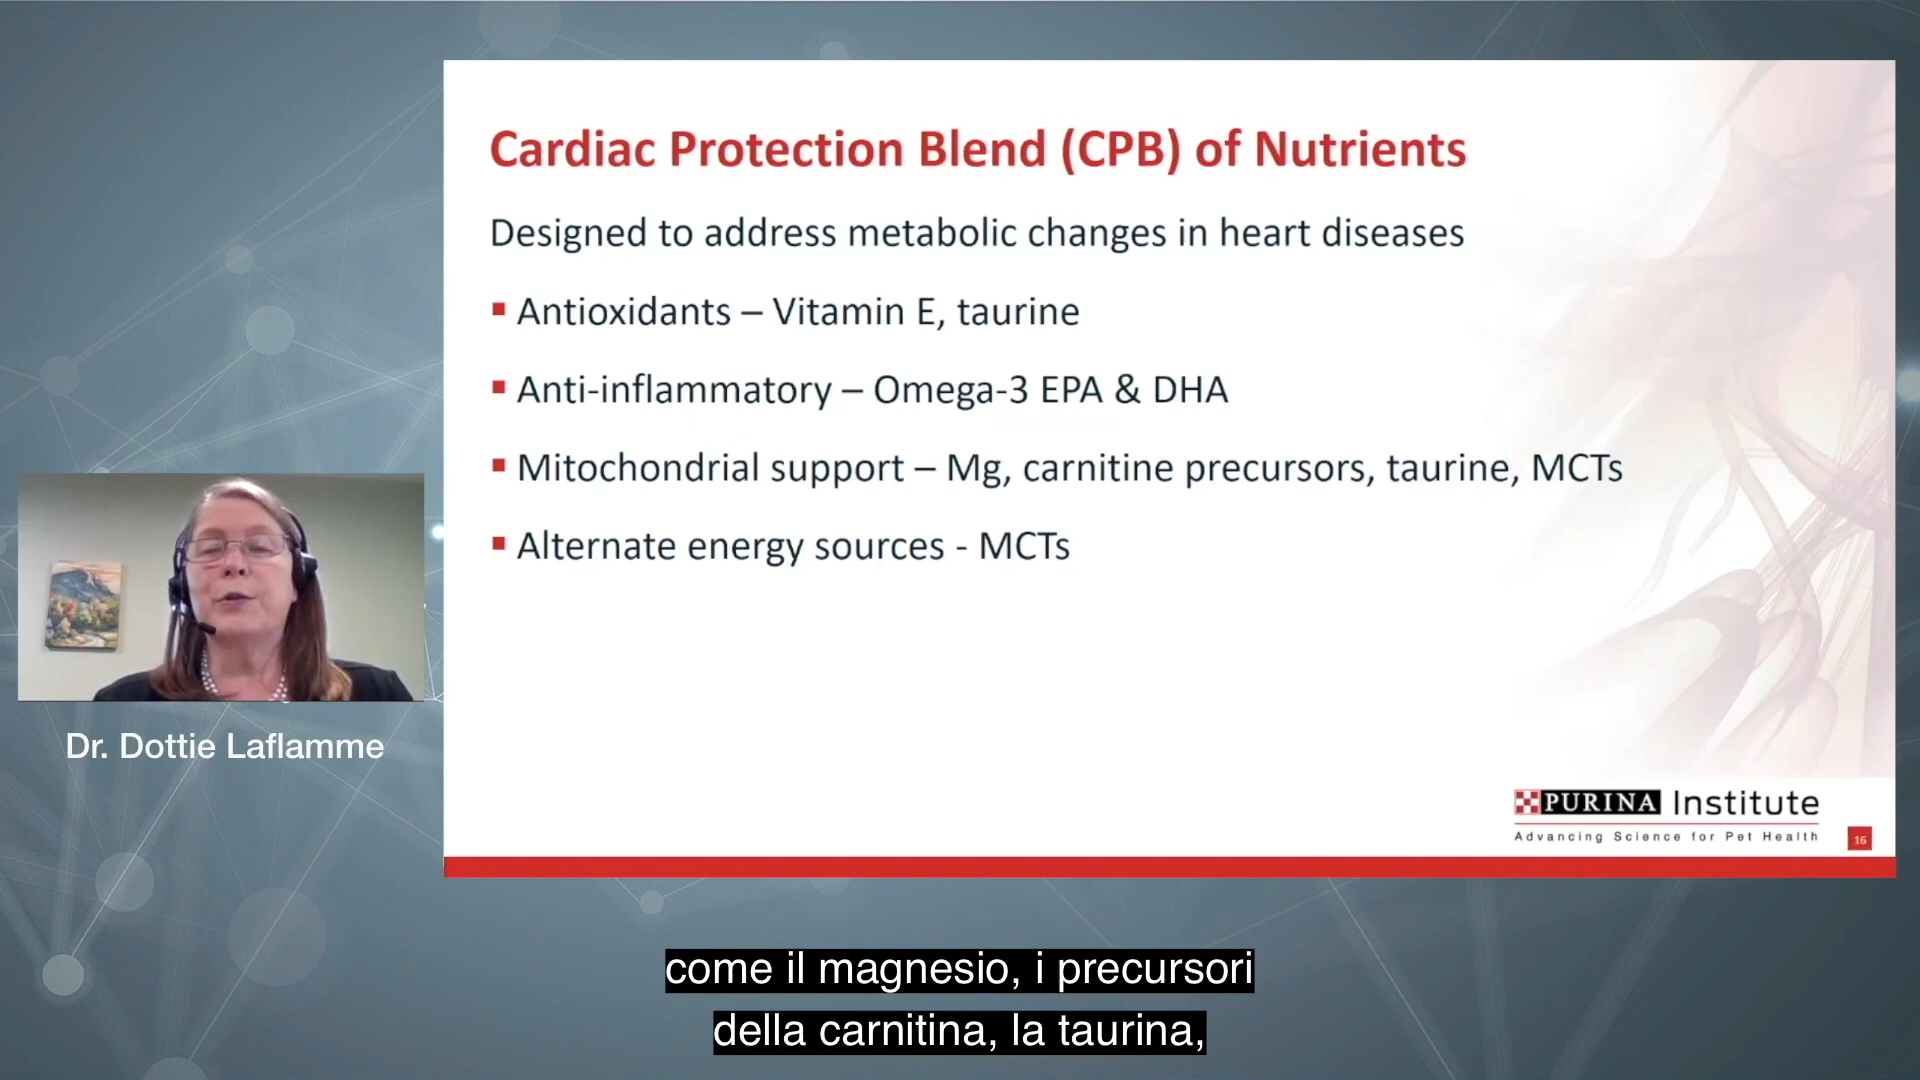 Cardiac Protection Blend (CPB) of Nutrients
Designed to address metabolic changes in heart diseases
▪ Antioxidants – Vitamin E, taurine
▪ Anti-inflammatory – Omega-3 EPA & DHA
▪ Mitochondrial support – Mg, carnitine precursors, taurine, MCTs
▪ Alternate energy sources - MCTs
Dr. Dottie Laflamme
PURINA Institute
Advancing Science for Pet Health
16
come il magnesio, i precursori
della carnitina, la taurina,